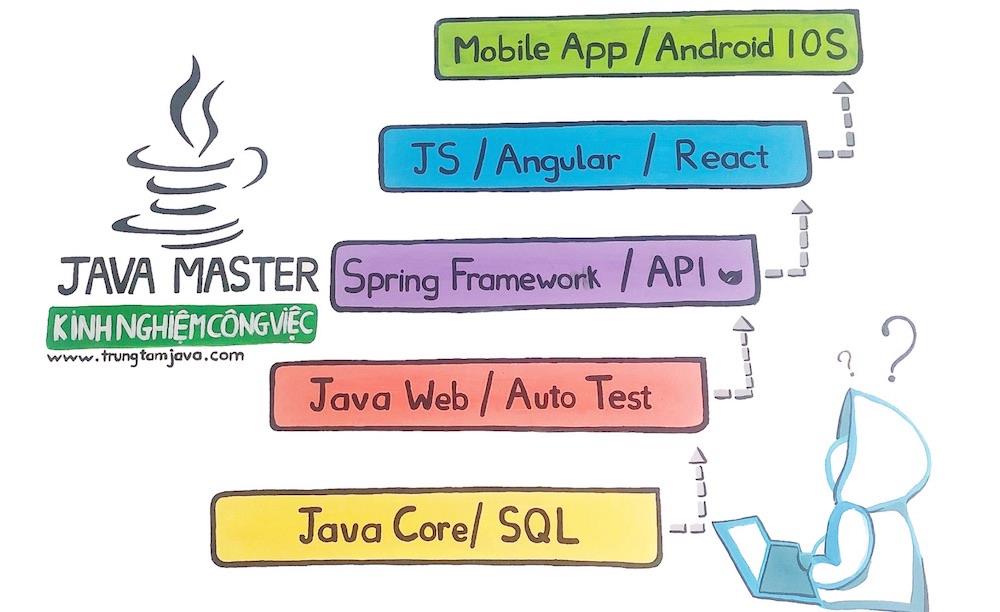 Mobile App / Android IOS
JS / Angular / React
Spring Framework / API
Java Web / Auto Test
Java Core / SQL
JAVA MASTER
KINH NGHIỆM CÔNG VIỆC
www.trungtamjava.com
? ?